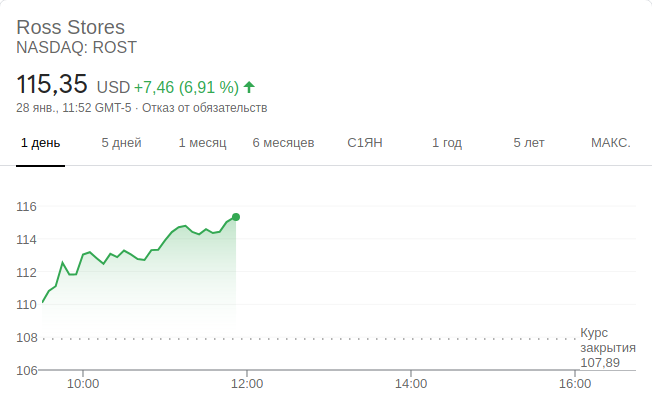 Ross Stores
NASDAQ: ROST
115,35 USD +7,46 (6,91 %)
28 янв., 11:52 GMT-5 · Отказ от обязательств
1 день 5 дней 1 месяц 6 месяцев С1ЯН 1 год 5 лет МАКС.
116
114
112
110
108
106
Курс
закрытия
107,89
10:00 12:00 14:00 16:00